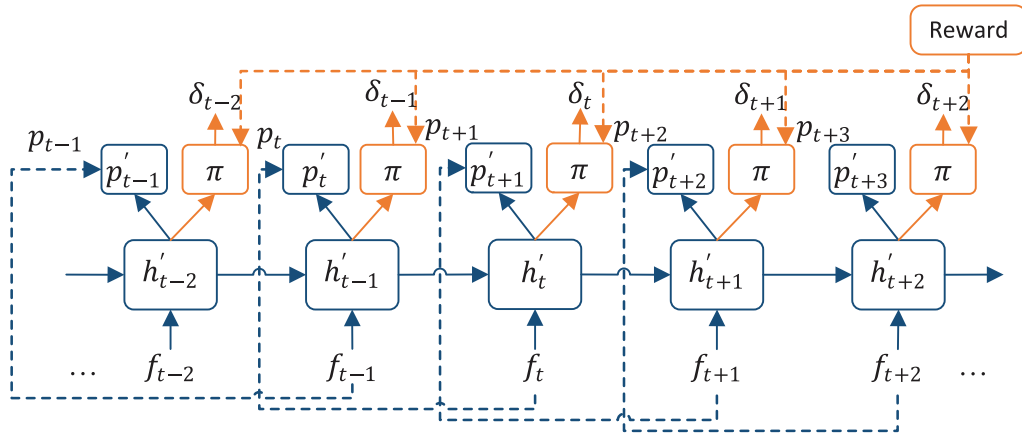 Reward
δ_{t−2} δ_{t−1} δ_t δ_{t+1} δ_{t+2}
p_{t−1} p_t p_{t+1} p_{t+2} p_{t+3}
p'_{t−1} π p'_t π p'_{t+1} π p'_{t+2} π p'_{t+3} π
h'_{t−2} h'_{t−1} h'_t h'_{t+1} h'_{t+2}
... f_{t−2} f_{t−1} f_t f_{t+1} f_{t+2} ...